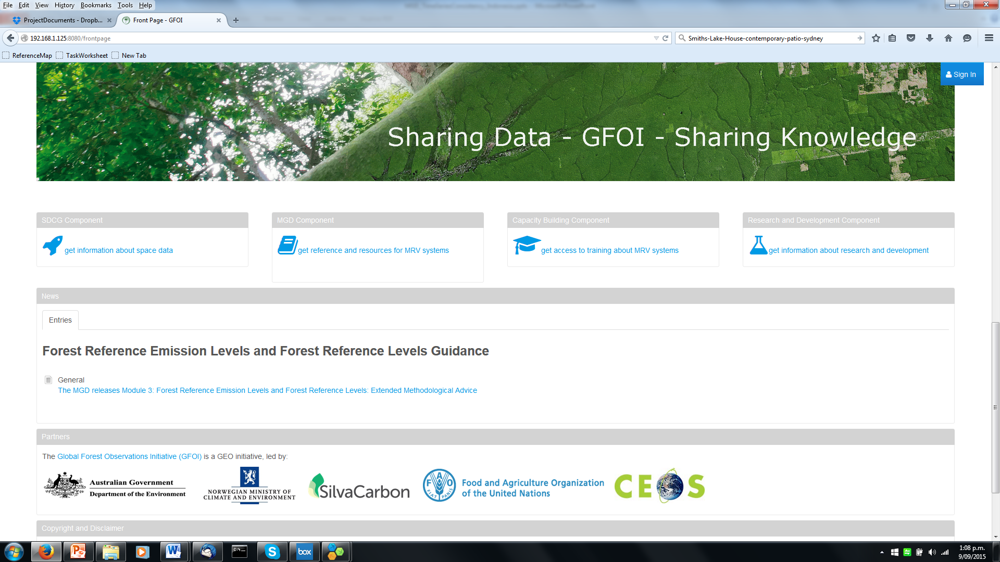 File Edit View History Bookmarks Tools Help
ProjectDocuments - Dropb...
Front Page - GFOI
192.168.1.125:8080/frontpage
Smiths-Lake-House-contemporary-patio-sydney
ReferenceMap TaskWorksheet New Tab
Sign In
Sharing Data - GFOI - Sharing Knowledge
SDCG Component
get information about space data
MGD Component
get reference and resources for MRV systems
Capacity Building Component
get access to training about MRV systems
Research and Development Component
get information about research and development
News
Entries
Forest Reference Emission Levels and Forest Reference Levels Guidance
General
The MGD releases Module 3: Forest Reference Emission Levels and Forest Reference Levels: Extended Methodological Advice
Partners
The Global Forest Observations Initiative (GFOI) is a GEO initiative, led by:
Australian Government
Department of the Environment
NORWEGIAN MINISTRY OF
CLIMATE AND ENVIRONMENT
SilvaCarbon
FAO
FIAT PANIS
Food and Agriculture Organization
of the United Nations
CEOS
Copyright and Disclaimer
C:\_
box
1:08 p.m.
9/09/2015